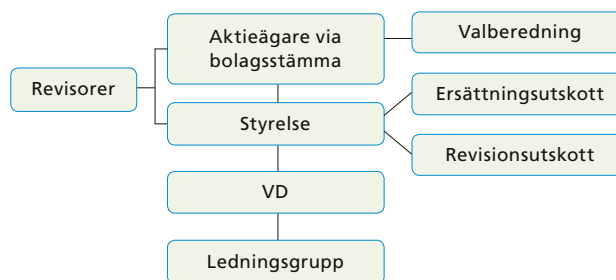 Aktieägare via
bolagsstämma
Valberedning
Revisorer
Ersättningsutskott
Styrelse
Revisionsutskott
VD
Ledningsgrupp